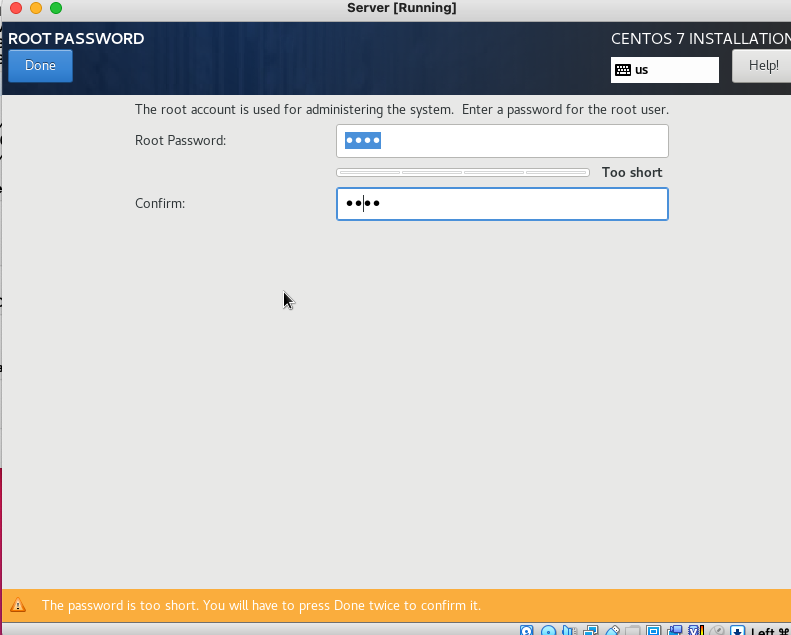 Server [Running]
ROOT PASSWORD
CENTOS 7 INSTALLATION
Done
us
Help!
The root account is used for administering the system.  Enter a password for the root user.
Root Password:
••••
Too short
Confirm:
••••
The password is too short. You will have to press Done twice to confirm it.
Left ⌘